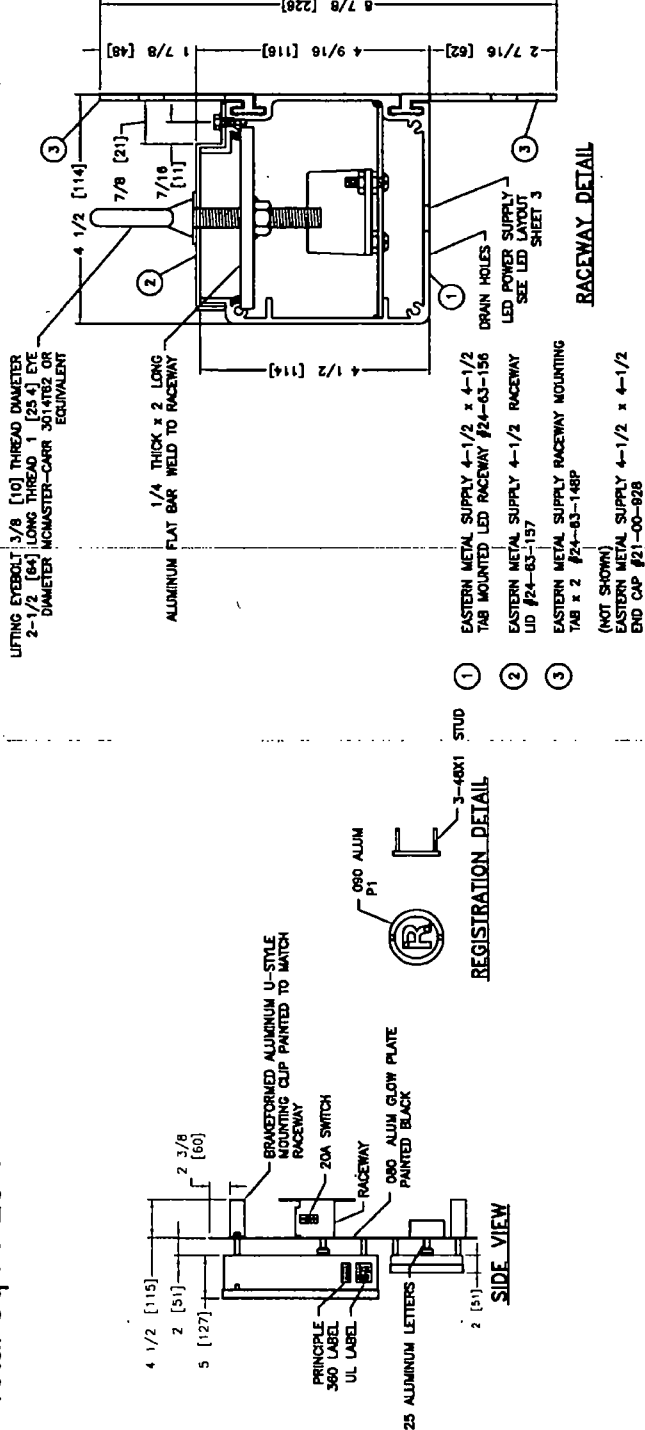 4 1/2 [115]
2 [51]
5 [127]
2 3/8
[60]
BRAKEFORMED ALUMINUM U-STYLE
MOUNTING CLIP PAINTED TO MATCH
RACEWAY
20A SWITCH
RACEWAY
080 ALUM GLOW PLATE
PAINTED BLACK
PRINCIPLE
360 LABEL
UL LABEL
25 ALUMINUM LETTERS
2 [51]
SIDE VIEW
090 ALUM
P1
R
3-48X1 STUD
REGISTRATION DETAIL
LIFTING EYEBOLT 3/8 [10] THREAD DIAMETER
2-1/2 [64] LONG THREAD 1 [25 4] EYE
DIAMETER MCMASTER-CARR 3014T62 OR
EQUIVALENT
1/4 THICK x 2 LONG
ALUMINUM FLAT BAR WELD TO RACEWAY
4 1/2 [114]
7/8 [21]
7/16
[11]
4 1/2 [114]
1 7/8 [48]
4 9/16 [116]
2 7/16 [62]
8 7/8 [226]
3
2
1
3
DRAIN HOLES
LED POWER SUPPLY
SEE LED LAYOUT
SHEET 3
RACEWAY DETAIL
1 EASTERN METAL SUPPLY 4-1/2 x 4-1/2
TAB MOUNTED LED RACEWAY #24-63-156
2 EASTERN METAL SUPPLY 4-1/2 RACEWAY
LID #24-63-157
3 EASTERN METAL SUPPLY RACEWAY MOUNTING
TAB x 2 #24-63-148P
(NOT SHOWN)
EASTERN METAL SUPPLY 4-1/2 x 4-1/2
END CAP #21-00-928